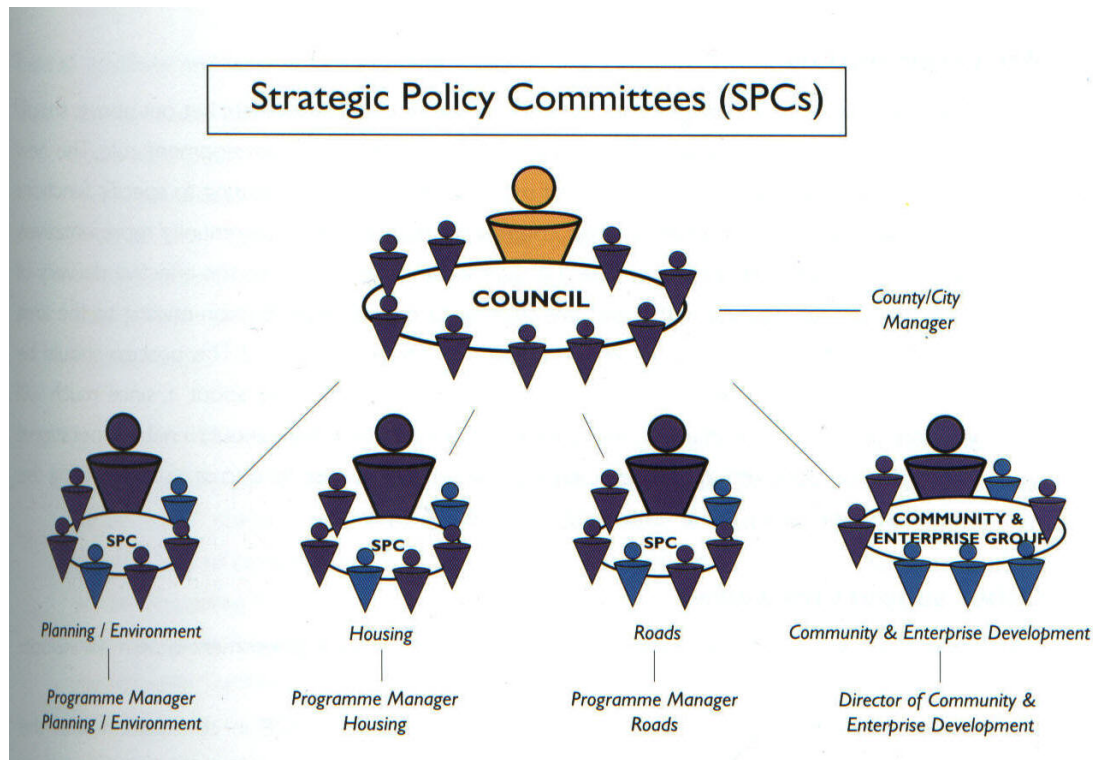 Strategic Policy Committees (SPCs)
COUNCIL
County/City
Manager
SPC
SPC
SPC
COMMUNITY &
ENTERPRISE GROUP
Planning / Environment
Housing
Roads
Community & Enterprise Development
Programme Manager
Planning / Environment
Programme Manager
Housing
Programme Manager
Roads
Director of Community &
Enterprise Development